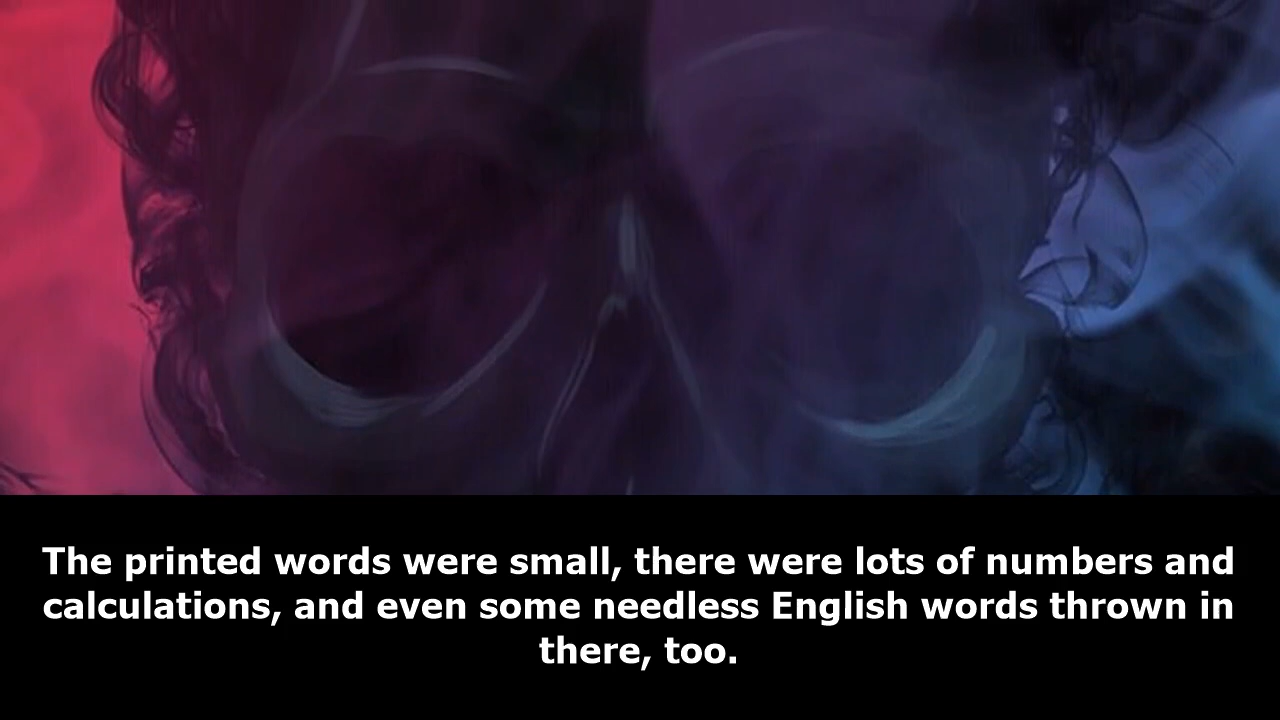 The printed words were small, there were lots of numbers and
calculations, and even some needless English words thrown in
there, too.